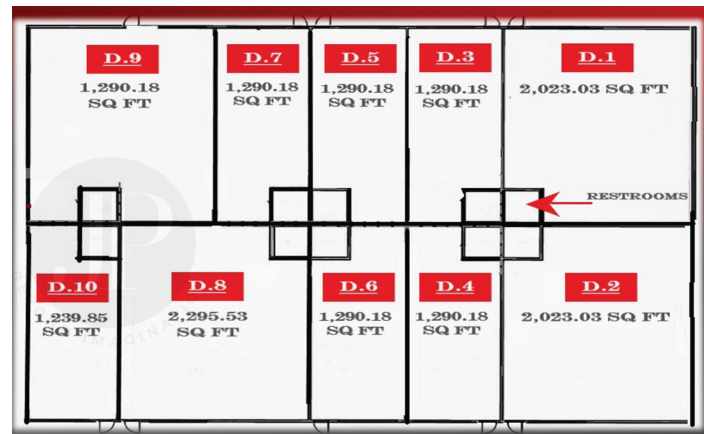 D.9
1,290.18
SQ FT
D.7
1,290.18
SQ FT
D.5
1,290.18
SQ FT
D.3
1,290.18
SQ FT
D.1
2,023.03 SQ FT
RESTROOMS
D.10
1,239.85
SQ FT
D.8
2,295.53
SQ FT
D.6
1,290.18
SQ FT
D.4
1,290.18
SQ FT
D.2
2,023.03 SQ FT